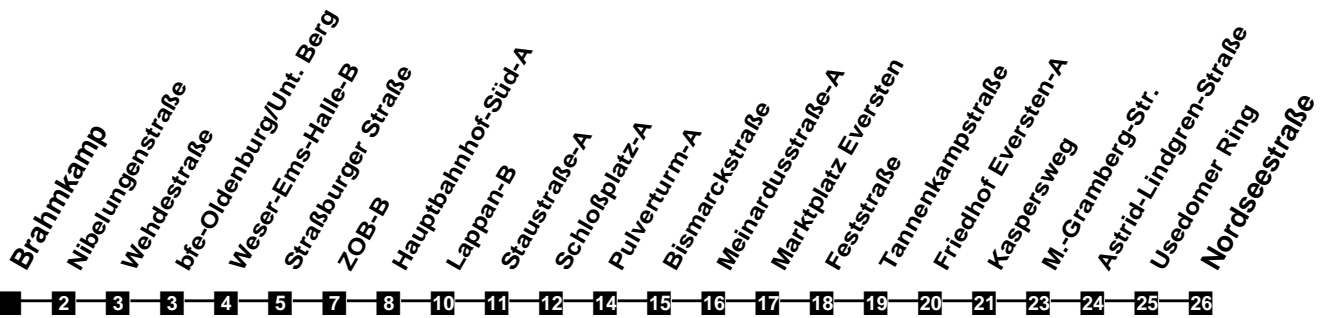 Brahmkamp
Nibelungenstraße
Wehdestraße
bfe-Oldenburg/Unt. Berg
Weser-Ems-Halle-B
Straßburger Straße
ZOB-B
Hauptbahnhof-Süd-A
Lappan-B
Staustraße-A
Schloßplatz-A
Pulverturm-A
Bismarckstraße
Meinardusstraße-A
Marktplatz Eversten
Feststraße
Tannenkampstraße
Friedhof Eversten-A
Kaspersweg
M.-Gramberg-Str.
Astrid-Lindgren-Straße
Usedomer Ring
Nordseestraße
2 3 3 4 5 7 8 10 11 12 14 15 16 17 18 19 20 21 23 24 25 26